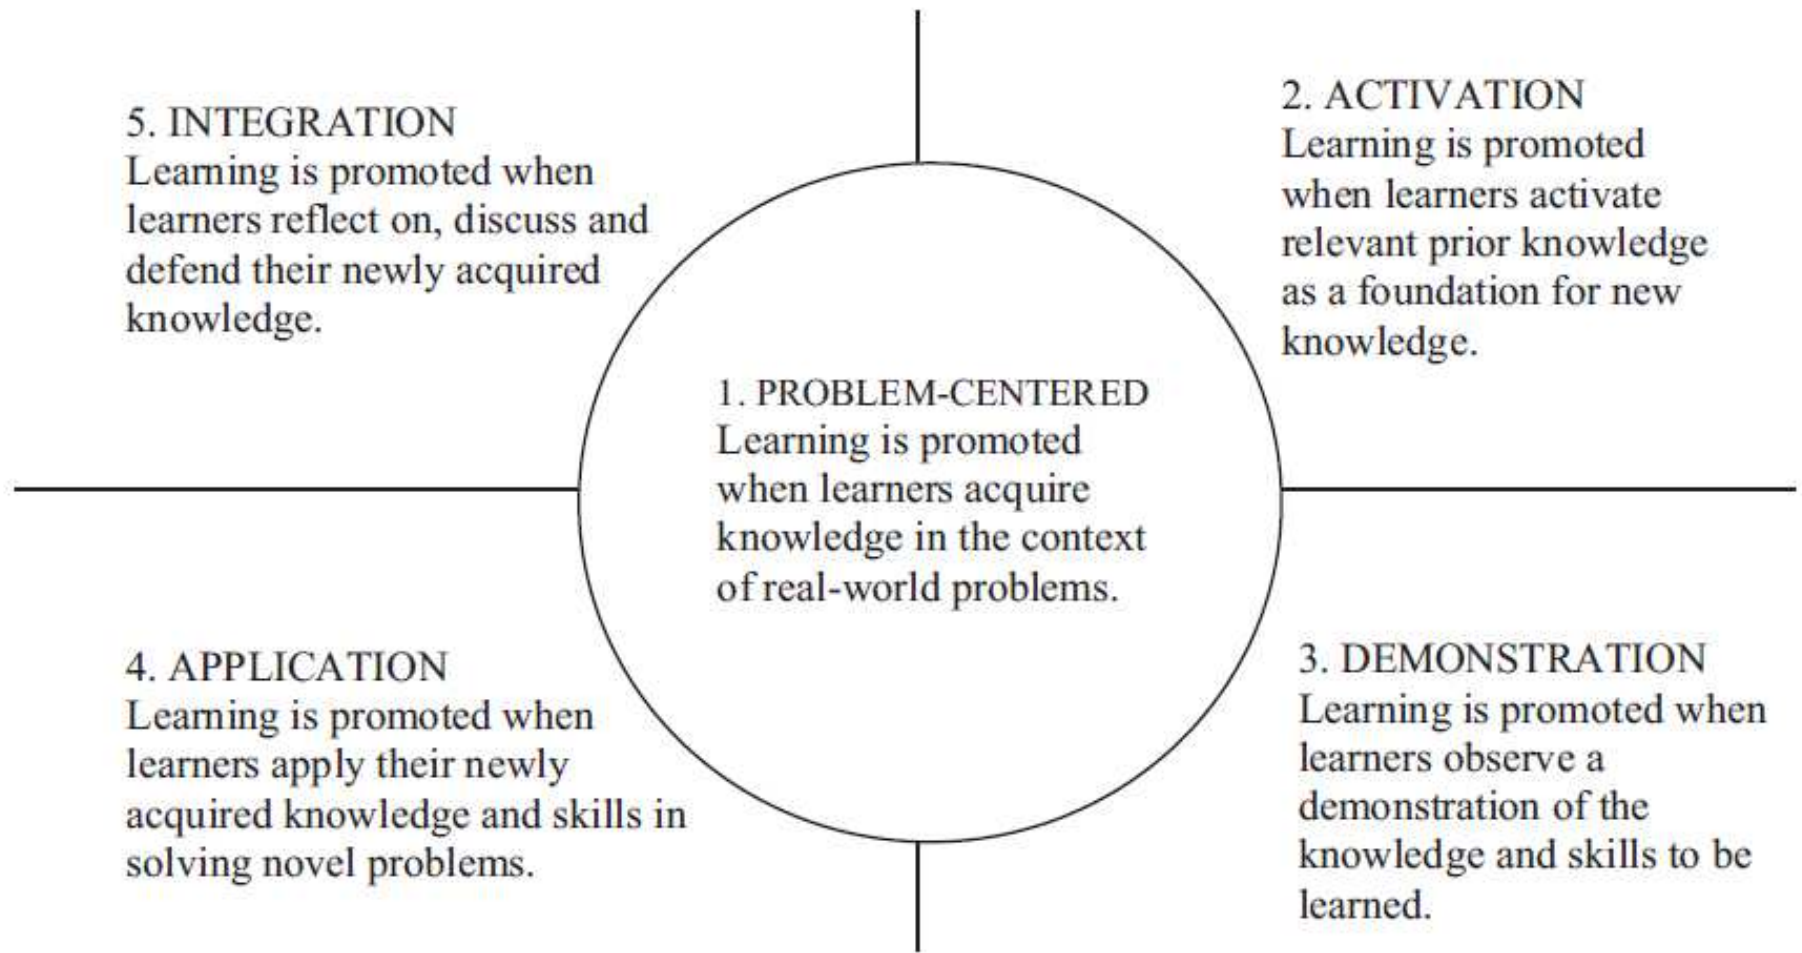 1. PROBLEM-CENTERED
Learning is promoted
when learners acquire
knowledge in the context
of real-world problems.
2. ACTIVATION
Learning is promoted
when learners activate
relevant prior knowledge
as a foundation for new
knowledge.
3. DEMONSTRATION
Learning is promoted when
learners observe a
demonstration of the
knowledge and skills to be
learned.
4. APPLICATION
Learning is promoted when
learners apply their newly
acquired knowledge and skills in
solving novel problems.
5. INTEGRATION
Learning is promoted when
learners reflect on, discuss and
defend their newly acquired
knowledge.